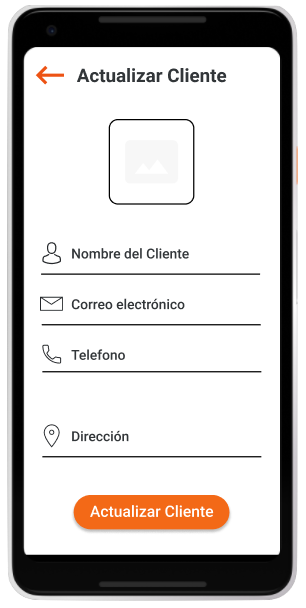 Actualizar Cliente
Nombre del Cliente
Correo electrónico
Telefono
Dirección
Actualizar Cliente